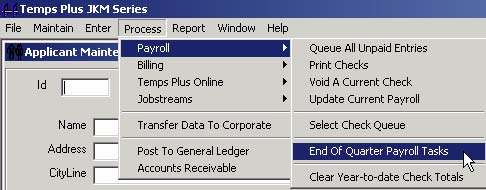 Temps Plus JKM Series
File Maintain Enter Process Report Window Help
Applicant Mainte
Id
Name
Address
CityLine
Payroll
Billing
Temps Plus Online
Jobstreams
Transfer Data To Corporate
Post To General Ledger
Accounts Receivable
Queue All Unpaid Entries
Print Checks
Void A Current Check
Update Current Payroll
Select Check Queue
End Of Quarter Payroll Tasks
Clear Year-to-date Check Totals